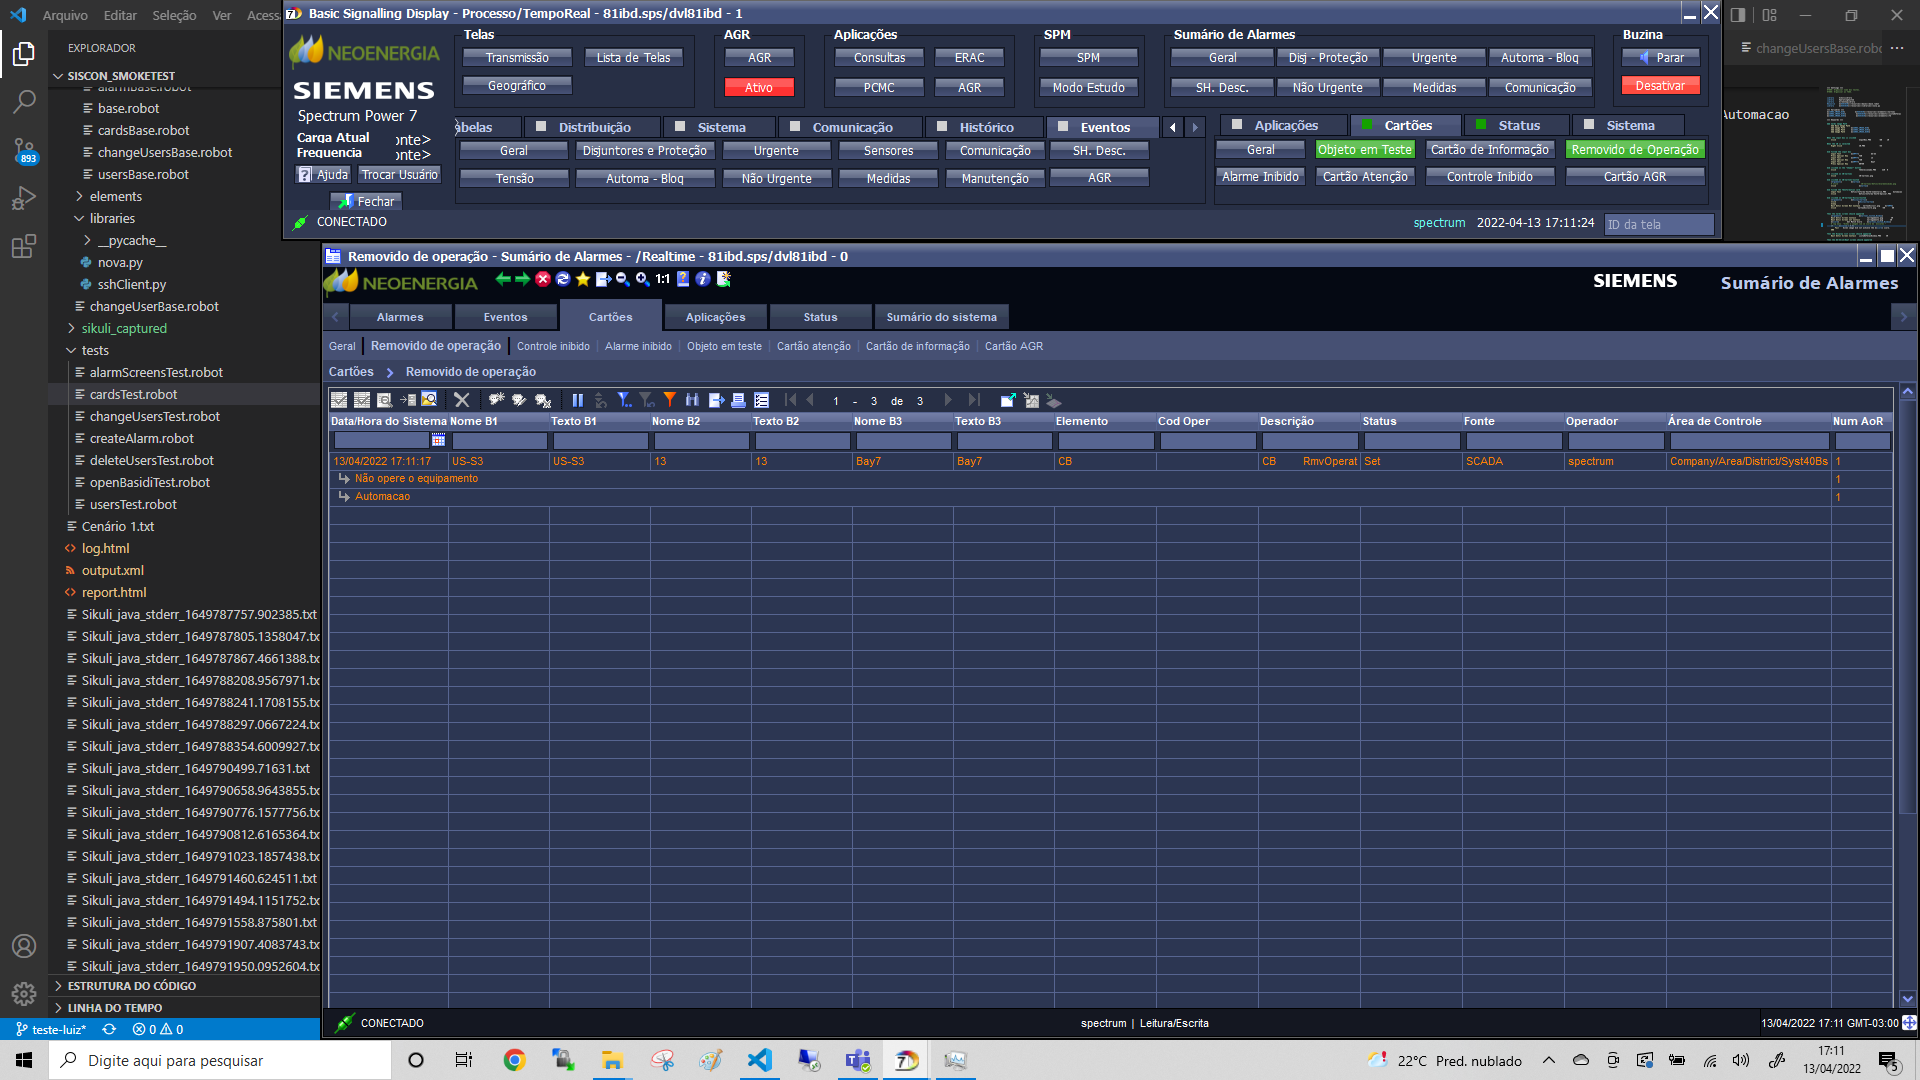 Arquivo Editar Seleção Ver Acess
Basic Signalling Display - Processo/TempoReal - 81ibd.sps/dvl81ibd - 1
NEOENERGIA
SIEMENS
Spectrum Power 7
Carga Atual
Frequencia
onte>
onte>
Ajuda Trocar Usuário
Fechar
CONECTADO
Telas
Transmissão Lista de Telas
Geográfico
AGR
AGR
Ativo
Aplicações
Consultas ERAC
PCMC AGR
SPM
SPM
Modo Estudo
Sumário de Alarmes
Geral Disj - Proteção Urgente Automa - Bloq
SH. Desc. Não Urgente Medidas Comunicação
Buzina
Parar
Desativar
abelas Distribuição Sistema Comunicação Histórico Eventos
Geral Disjuntores e Proteção Urgente Sensores Comunicação SH. Desc.
Tensão Automa - Bloq Não Urgente Medidas Manutenção AGR
Aplicações Cartões Status Sistema
Geral Objeto em Teste Cartão de Informação Removido de Operação
Alarme Inibido Cartão Atenção Controle Inibido Cartão AGR
spectrum 2022-04-13 17:11:24 ID da tela
changeUsersBase.robo
Automacao
EXPLORADOR
SISCON_SMOKETEST
alarmBase.robot
base.robot
cardsBase.robot
changeUsersBase.robot
usersBase.robot
elements
libraries
__pycache__
nova.py
sshClient.py
changeUserBase.robot
sikuli_captured
tests
alarmScreensTest.robot
cardsTest.robot
changeUsersTest.robot
createAlarm.robot
deleteUsersTest.robot
openBasidiTest.robot
usersTest.robot
Cenário 1.txt
log.html
output.xml
report.html
Sikuli_java_stderr_1649787757.902385.txt
Sikuli_java_stderr_1649787805.1358047.tx
Sikuli_java_stderr_1649787867.4661388.tx
Sikuli_java_stderr_1649788208.9567971.tx
Sikuli_java_stderr_1649788241.1708155.tx
Sikuli_java_stderr_1649788297.0667224.tx
Sikuli_java_stderr_1649788354.6009927.tx
Sikuli_java_stderr_1649790499.71631.txt
Sikuli_java_stderr_1649790658.9643855.tx
Sikuli_java_stderr_1649790776.1577756.tx
Sikuli_java_stderr_1649790812.6165364.tx
Sikuli_java_stderr_1649791023.1857438.tx
Sikuli_java_stderr_1649791460.624511.txt
Sikuli_java_stderr_1649791494.1151752.tx
Sikuli_java_stderr_1649791558.875801.txt
Sikuli_java_stderr_1649791907.4083743.tx
Sikuli_java_stderr_1649791950.0952604.tx
ESTRUTURA DO CÓDIGO
LINHA DO TEMPO
893
teste-luiz* 0 0
Removido de operação - Sumário de Alarmes - /Realtime - 81ibd.sps/dvl81ibd - 0
NEOENERGIA 1:1 SIEMENS Sumário de Alarmes
Alarmes Eventos Cartões Aplicações Status Sumário do sistema
Geral Removido de operação Controle inibido Alarme inibido Objeto em teste Cartão atenção Cartão de informação Cartão AGR
Cartões Removido de operação
1 - 3 de 3
Data/Hora do Sistema Nome B1 Texto B1 Nome B2 Texto B2 Nome B3 Texto B3 Elemento Cod Oper Descrição Status Fonte Operador Área de Controle Num AoR
13/04/2022 17:11:17 US-S3 US-S3 13 13 Bay7 Bay7 CB CB RmvOperat Set SCADA spectrum Company/Area/District/Syst40Bs 1
Não opere o equipamento 1
Automacao 1
CONECTADO spectrum | Leitura/Escrita 13/04/2022 17:11 GMT-03:00
Digite aqui para pesquisar
22°C Pred. nublado
17:11
13/04/2022
5